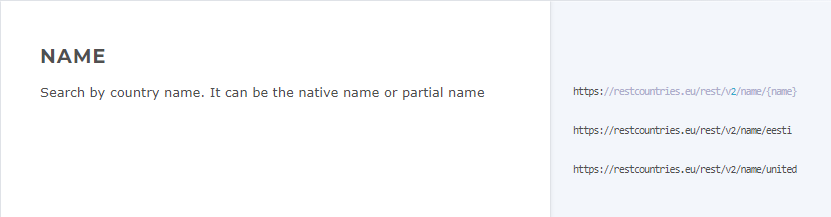 NAME
Search by country name. It can be the native name or partial name
https://restcountries.eu/rest/v2/name/{name}
https://restcountries.eu/rest/v2/name/eesti
https://restcountries.eu/rest/v2/name/united